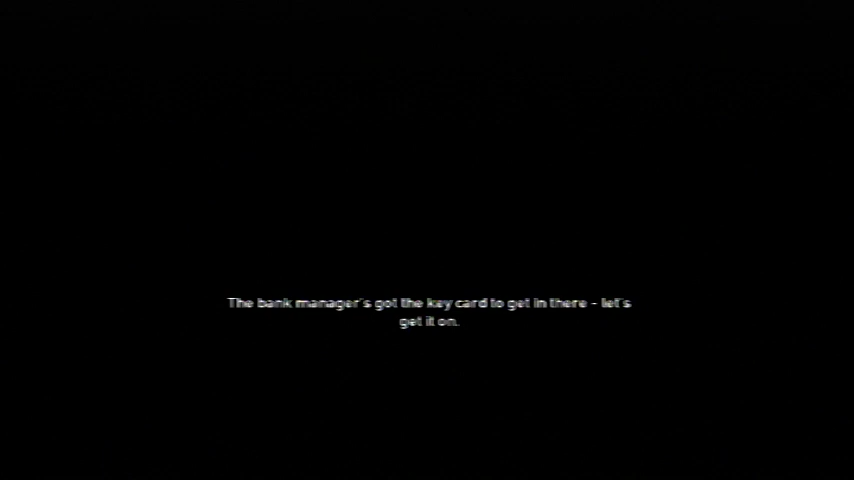 The bank manager's got the key card to get in there - let's
get it on.